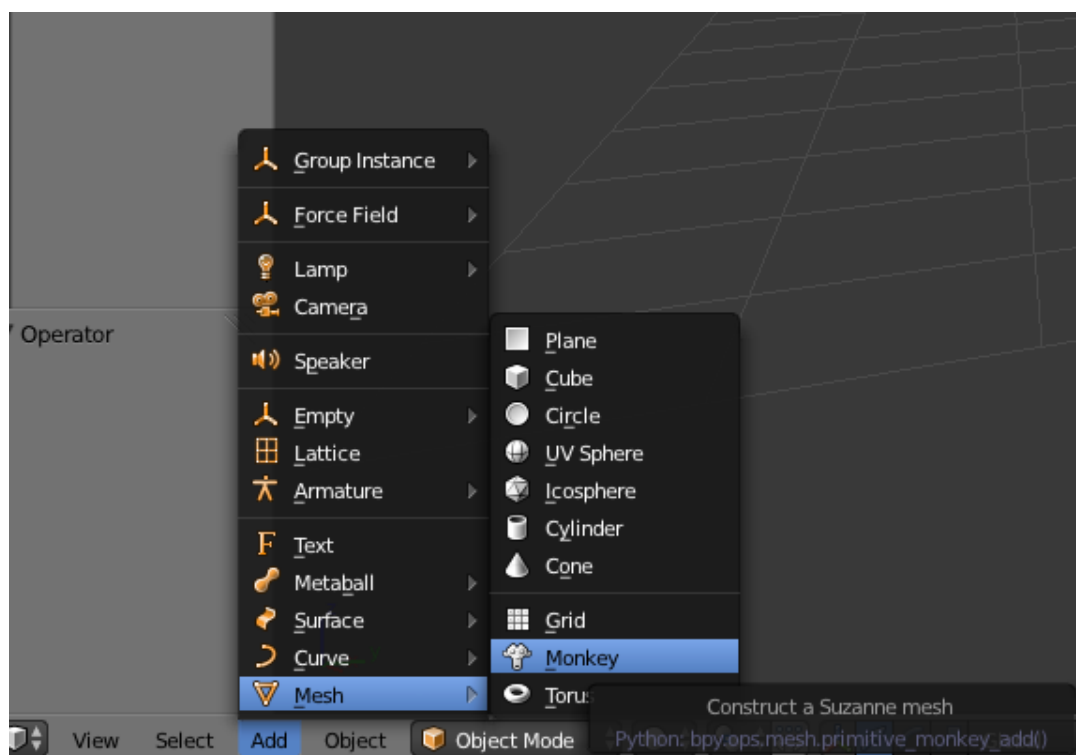 Group Instance
Force Field
Lamp
Camera
Speaker
Empty
Lattice
Armature
Text
Metaball
Surface
Curve
Mesh
Operator
Plane
Cube
Circle
UV Sphere
Icosphere
Cylinder
Cone
Grid
Monkey
Torus
Construct a Suzanne mesh
Python: bpy.ops.mesh.primitive_monkey_add()
View Select Add Object Object Mode